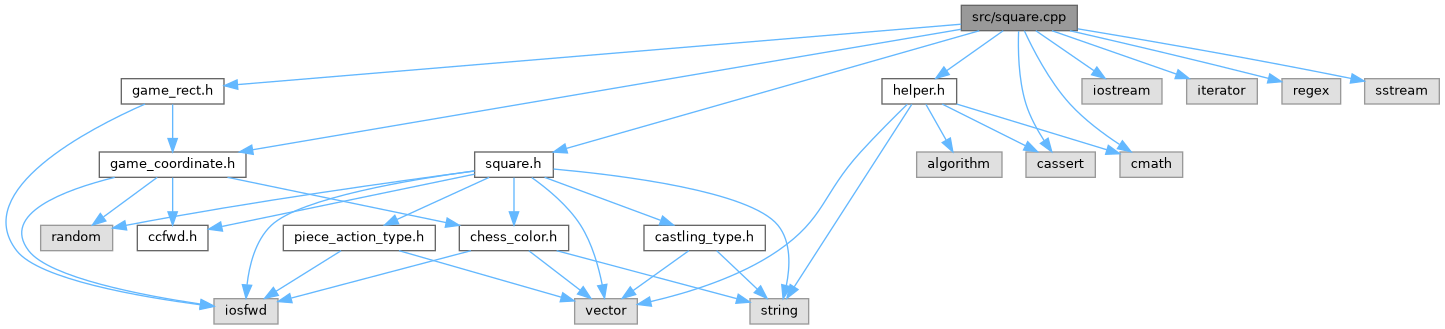 src/square.cpp
game_rect.h
helper.h
iostream
iterator
regex
sstream
game_coordinate.h
square.h
algorithm
cassert
cmath
random
ccfwd.h
piece_action_type.h
chess_color.h
castling_type.h
iosfwd
vector
string